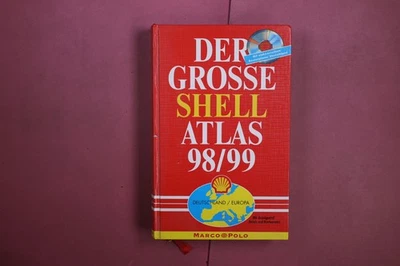 DER
GROSSE
SHELL
ATLAS
98/99
DEUTSCHLAND / EUROPA
MARCO POLO